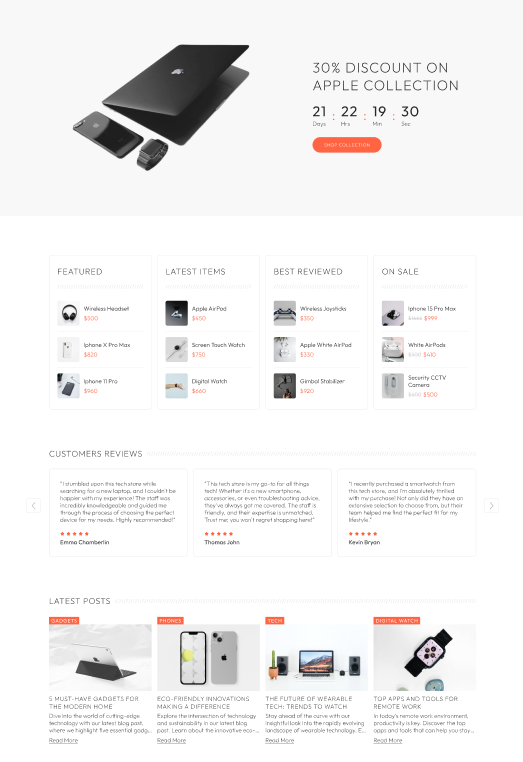 30% DISCOUNT ON
APPLE COLLECTION
21 : 22 : 19 : 30
Days Hrs Min Sec
SHOP COLLECTION
FEATURED
Wireless Headset
$500
Iphone X Pro Max
$820
Iphone 11 Pro
$960
LATEST ITEMS
Apple AirPod
$450
Screen Touch Watch
$750
Digital Watch
$660
BEST REVIEWED
Wireless Joysticks
$350
Apple White AirPod
$330
Gimbal Stabilizer
$920
ON SALE
Iphone 15 Pro Max
$999
White AirPods
$410
Security CCTV
Camera
$500
CUSTOMERS REVIEWS
"I stumbled upon this tech store while
searching for a new laptop, and I couldn't be
happier with my experience! The staff was
incredibly knowledgeable and guided me
through the process of choosing the perfect
device for my needs. Highly recommended!"
Emma Chamberlin
"This tech store is my go-to for all things
tech! Whether it's a new smartphone,
accessories, or even troubleshooting advice,
they've always got me covered. The staff is
friendly, and their expertise is unmatched.
Trust me; you won't regret shopping here!"
Thomas John
"I recently purchased a smartwatch from
this tech store, and I'm absolutely thrilled
with my purchase! Not only did they have an
extensive selection to choose from, but their
team helped me find the perfect fit for my
lifestyle."
Kevin Bryan
LATEST POSTS
GADGETS
5 MUST-HAVE GADGETS FOR
THE MODERN HOME
Dive into the world of cutting-edge
technology with our latest blog post,
where we highlight five essential gadg...
Read More
PHONES
ECO-FRIENDLY INNOVATIONS
MAKING A DIFFERENCE
Explore the intersection of technology
and sustainability in our latest blog
post. Learn about the innovative eco-...
Read More
TECH
THE FUTURE OF WEARABLE
TECH: TRENDS TO WATCH
Stay ahead of the curve with our
insightful look into the rapidly evolving
landscape of wearable technology. F...
Read More
DIGITAL WATCH
TOP APPS AND TOOLS FOR
REMOTE WORK
In today's remote work environment,
productivity is key. Discover the top
apps and tools that can help you stay...
Read More